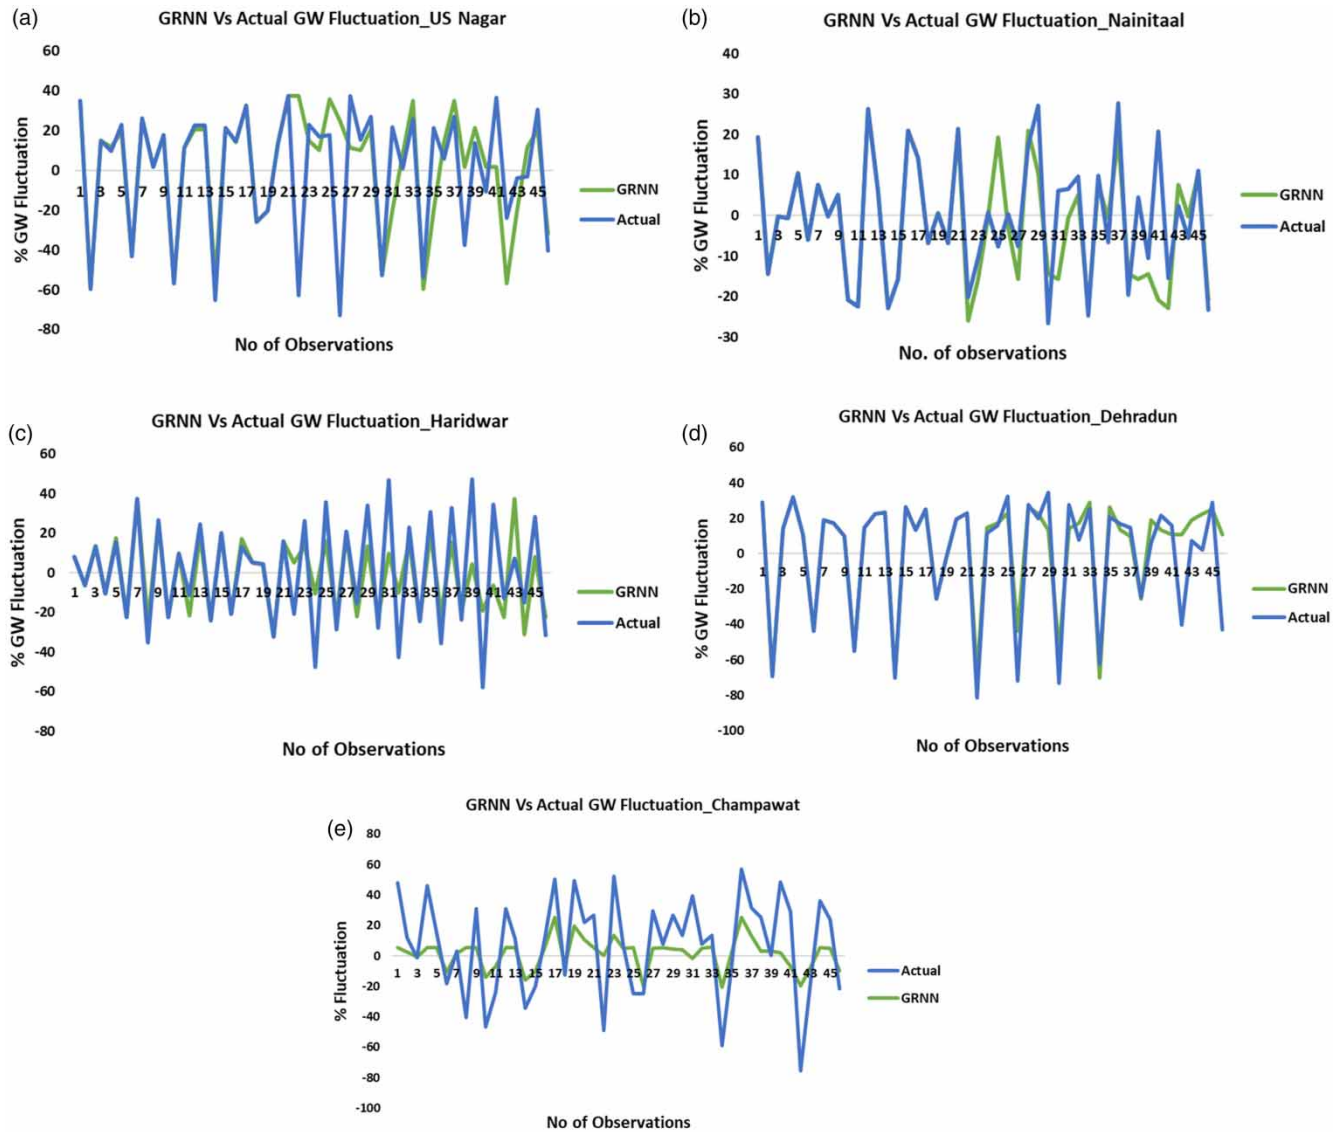 (a)
GRNN Vs Actual GW Fluctuation_US Nagar
60
40
20
0
-20
-40
-60
-80
% GW Fluctuation
1 3 5 7 9 11 13 15 17 19 21 23 25 27 29 31 33 35 37 39 41 43 45
No of Observations
GRNN
Actual
(b)
GRNN Vs Actual GW Fluctuation_Nainitaal
40
30
20
10
0
-10
-20
-30
% GW Fluctuation
1 3 5 7 9 11 13 15 17 19 21 23 25 27 29 31 33 35 37 39 41 43 45
No. of observations
GRNN
Actual
(c)
GRNN Vs Actual GW Fluctuation_Haridwar
60
40
20
0
-20
-40
-60
-80
% GW Fluctuation
1 3 5 7 9 11 13 15 17 19 21 23 25 27 29 31 33 35 37 39 41 43 45
No of Observations
GRNN
Actual
(d)
GRNN Vs Actual GW Fluctuation_Dehradun
60
40
20
0
-20
-40
-60
-80
-100
% GW Fluctuation
1 3 5 7 9 11 13 15 17 19 21 23 25 27 29 31 33 35 37 39 41 43 45
No of Observations
GRNN
Actual
(e)
GRNN Vs Actual GW Fluctuation_Champawat
80
60
40
20
0
-20
-40
-60
-80
-100
% Fluctuation
1 3 5 7 9 11 13 15 17 19 21 23 25 27 29 31 33 35 37 39 41 43 45
No of Observations
Actual
GRNN